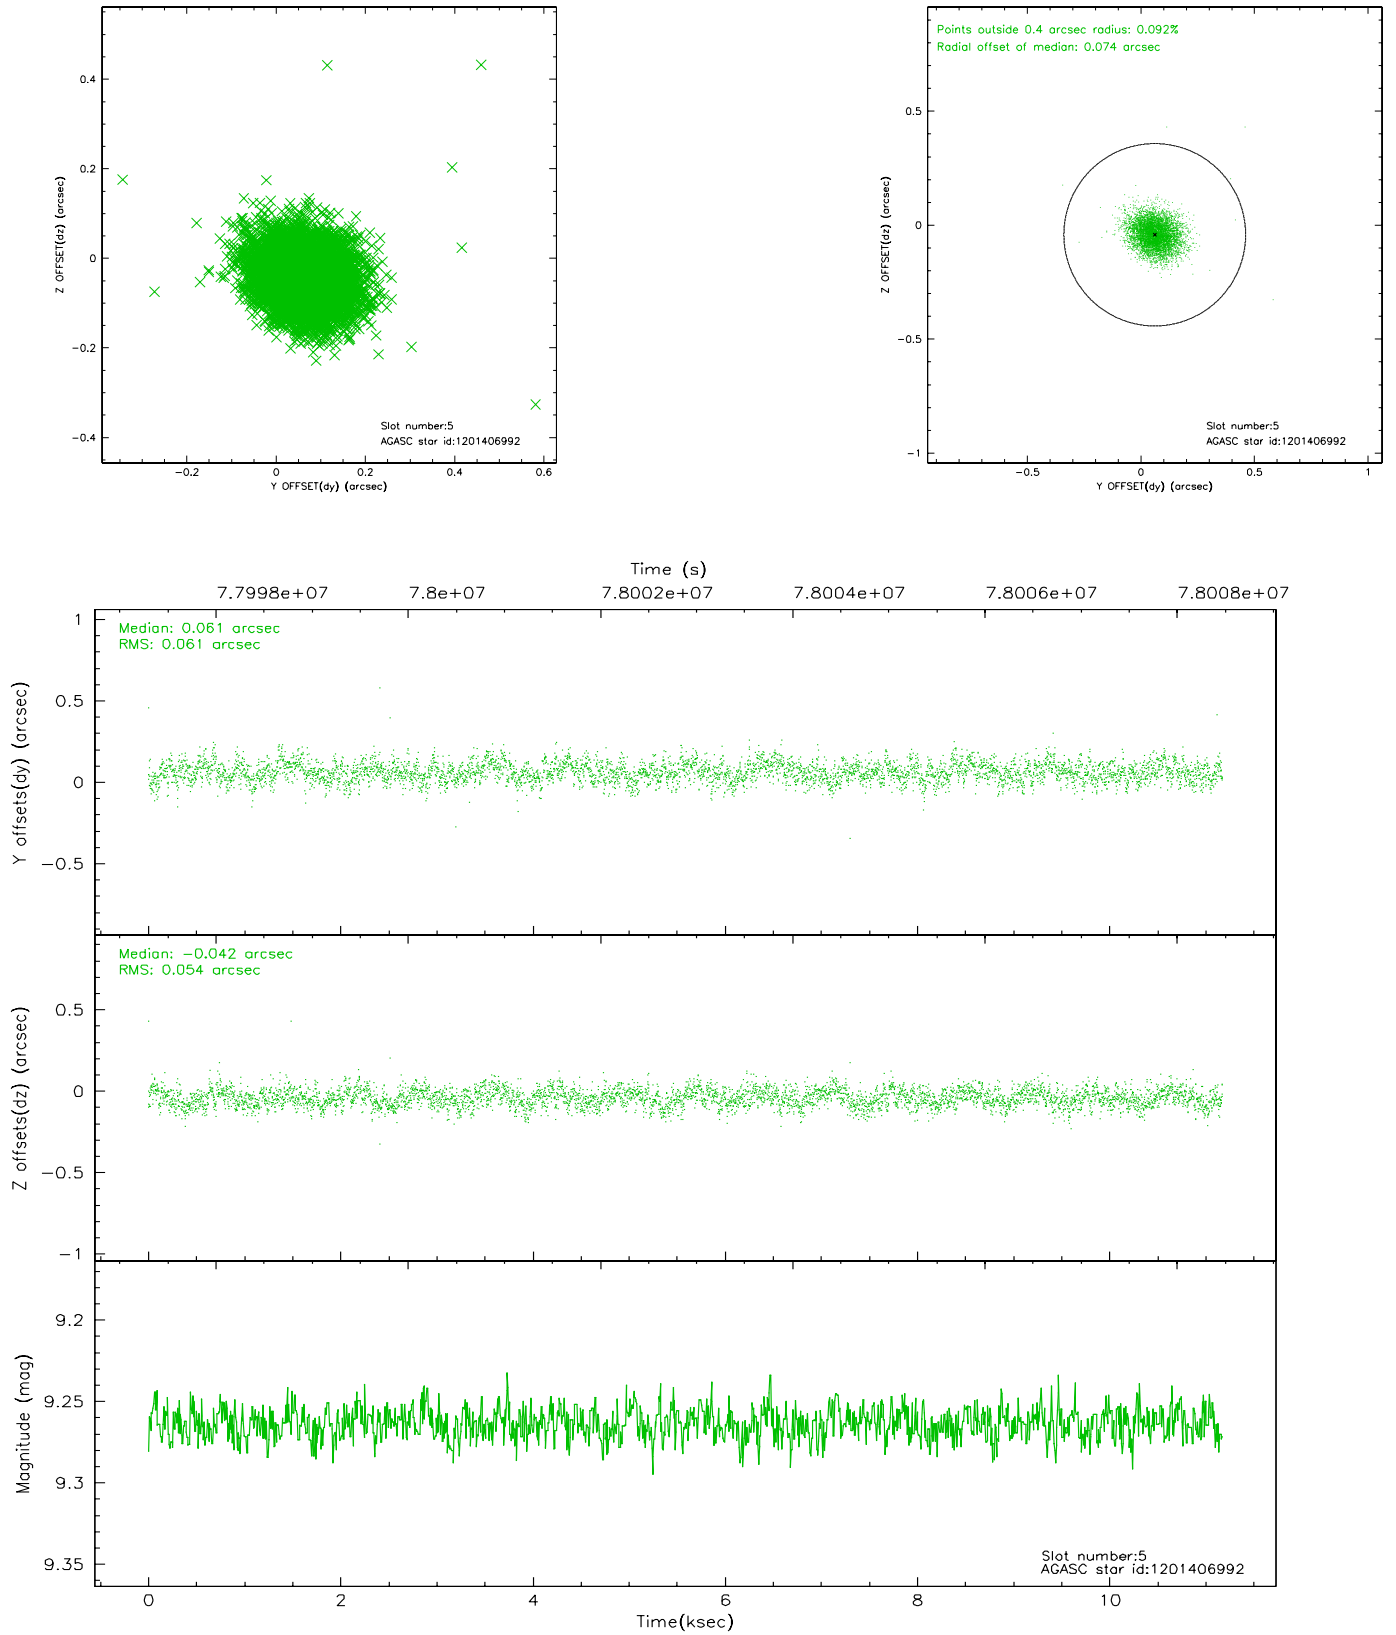 0.4
0.2
0
−0.2
−0.4
Z OFFSET(dz) (arcsec)
Slot number:5
AGASC star id:1201406992
−0.2 0 0.2 0.4 0.6
Y OFFSET(dy) (arcsec)
Points outside 0.4 arcsec radius: 0.092%
Radial offset of median: 0.074 arcsec
0.5
0
−0.5
−1
Z OFFSET(dz) (arcsec)
Slot number:5
AGASC star id:1201406992
−0.5 0 0.5 1
Y OFFSET(dy) (arcsec)
Time (s)
7.7998e+07 7.8e+07 7.8002e+07 7.8004e+07 7.8006e+07 7.8008e+07
Median: 0.061 arcsec
RMS: 0.061 arcsec
1
0.5
0
−0.5
Y offsets(dy) (arcsec)
Median: −0.042 arcsec
RMS: 0.054 arcsec
0.5
0
−0.5
−1
Z offsets(dz) (arcsec)
9.2
9.25
9.3
9.35
Magnitude (mag)
Slot number:5
AGASC star id:1201406992
0 2 4 6 8 10
Time(ksec)